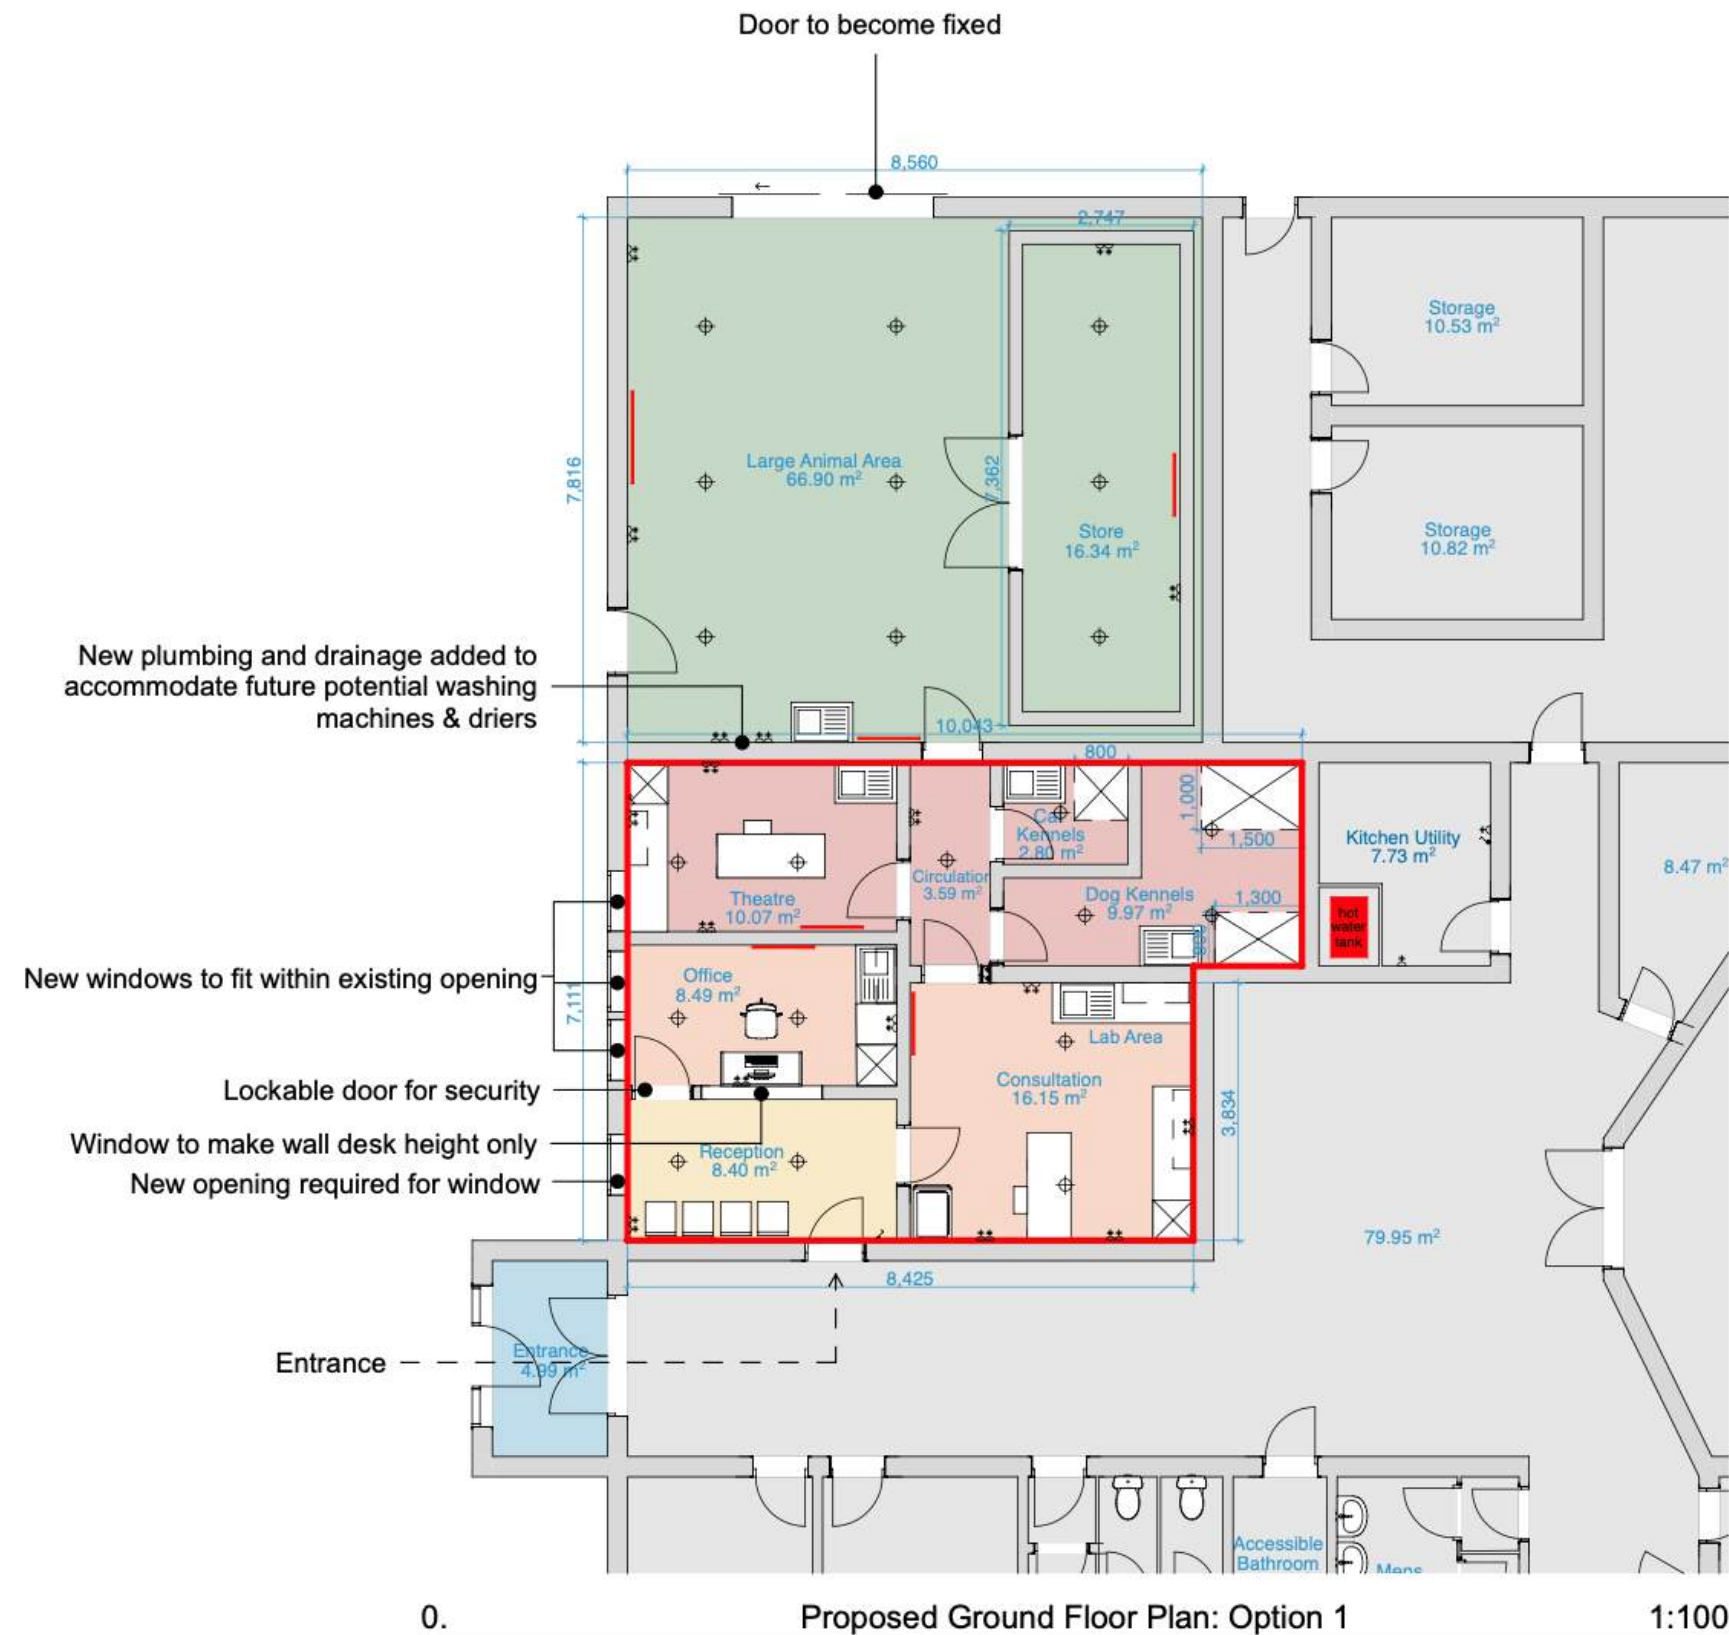 Door to become fixed
8,560
2,747
Storage
10.53 m²
Large Animal Area
66.90 m²
7,816
7,362
Store
16.34 m²
Storage
10.82 m²
New plumbing and drainage added to
accommodate future potential washing
machines & driers
10,043
800
1,000
1,500
Cat
Kennels
2.80 m²
Kitchen Utility
7.73 m²
8.47 m²
Circulation
3.59 m²
Theatre
10.07 m²
Dog Kennels
9.97 m²
1,300
hot
water
tank
New windows to fit within existing opening
Office
8.49 m²
7,111
Lab Area
Lockable door for security
Consultation
16.15 m²
3,834
Window to make wall desk height only
Reception
8.40 m²
New opening required for window
79.95 m²
8,425
Entrance
Entrance
4.99 m²
Accessible
Bathroom
Mens
0.
Proposed Ground Floor Plan: Option 1
1:100